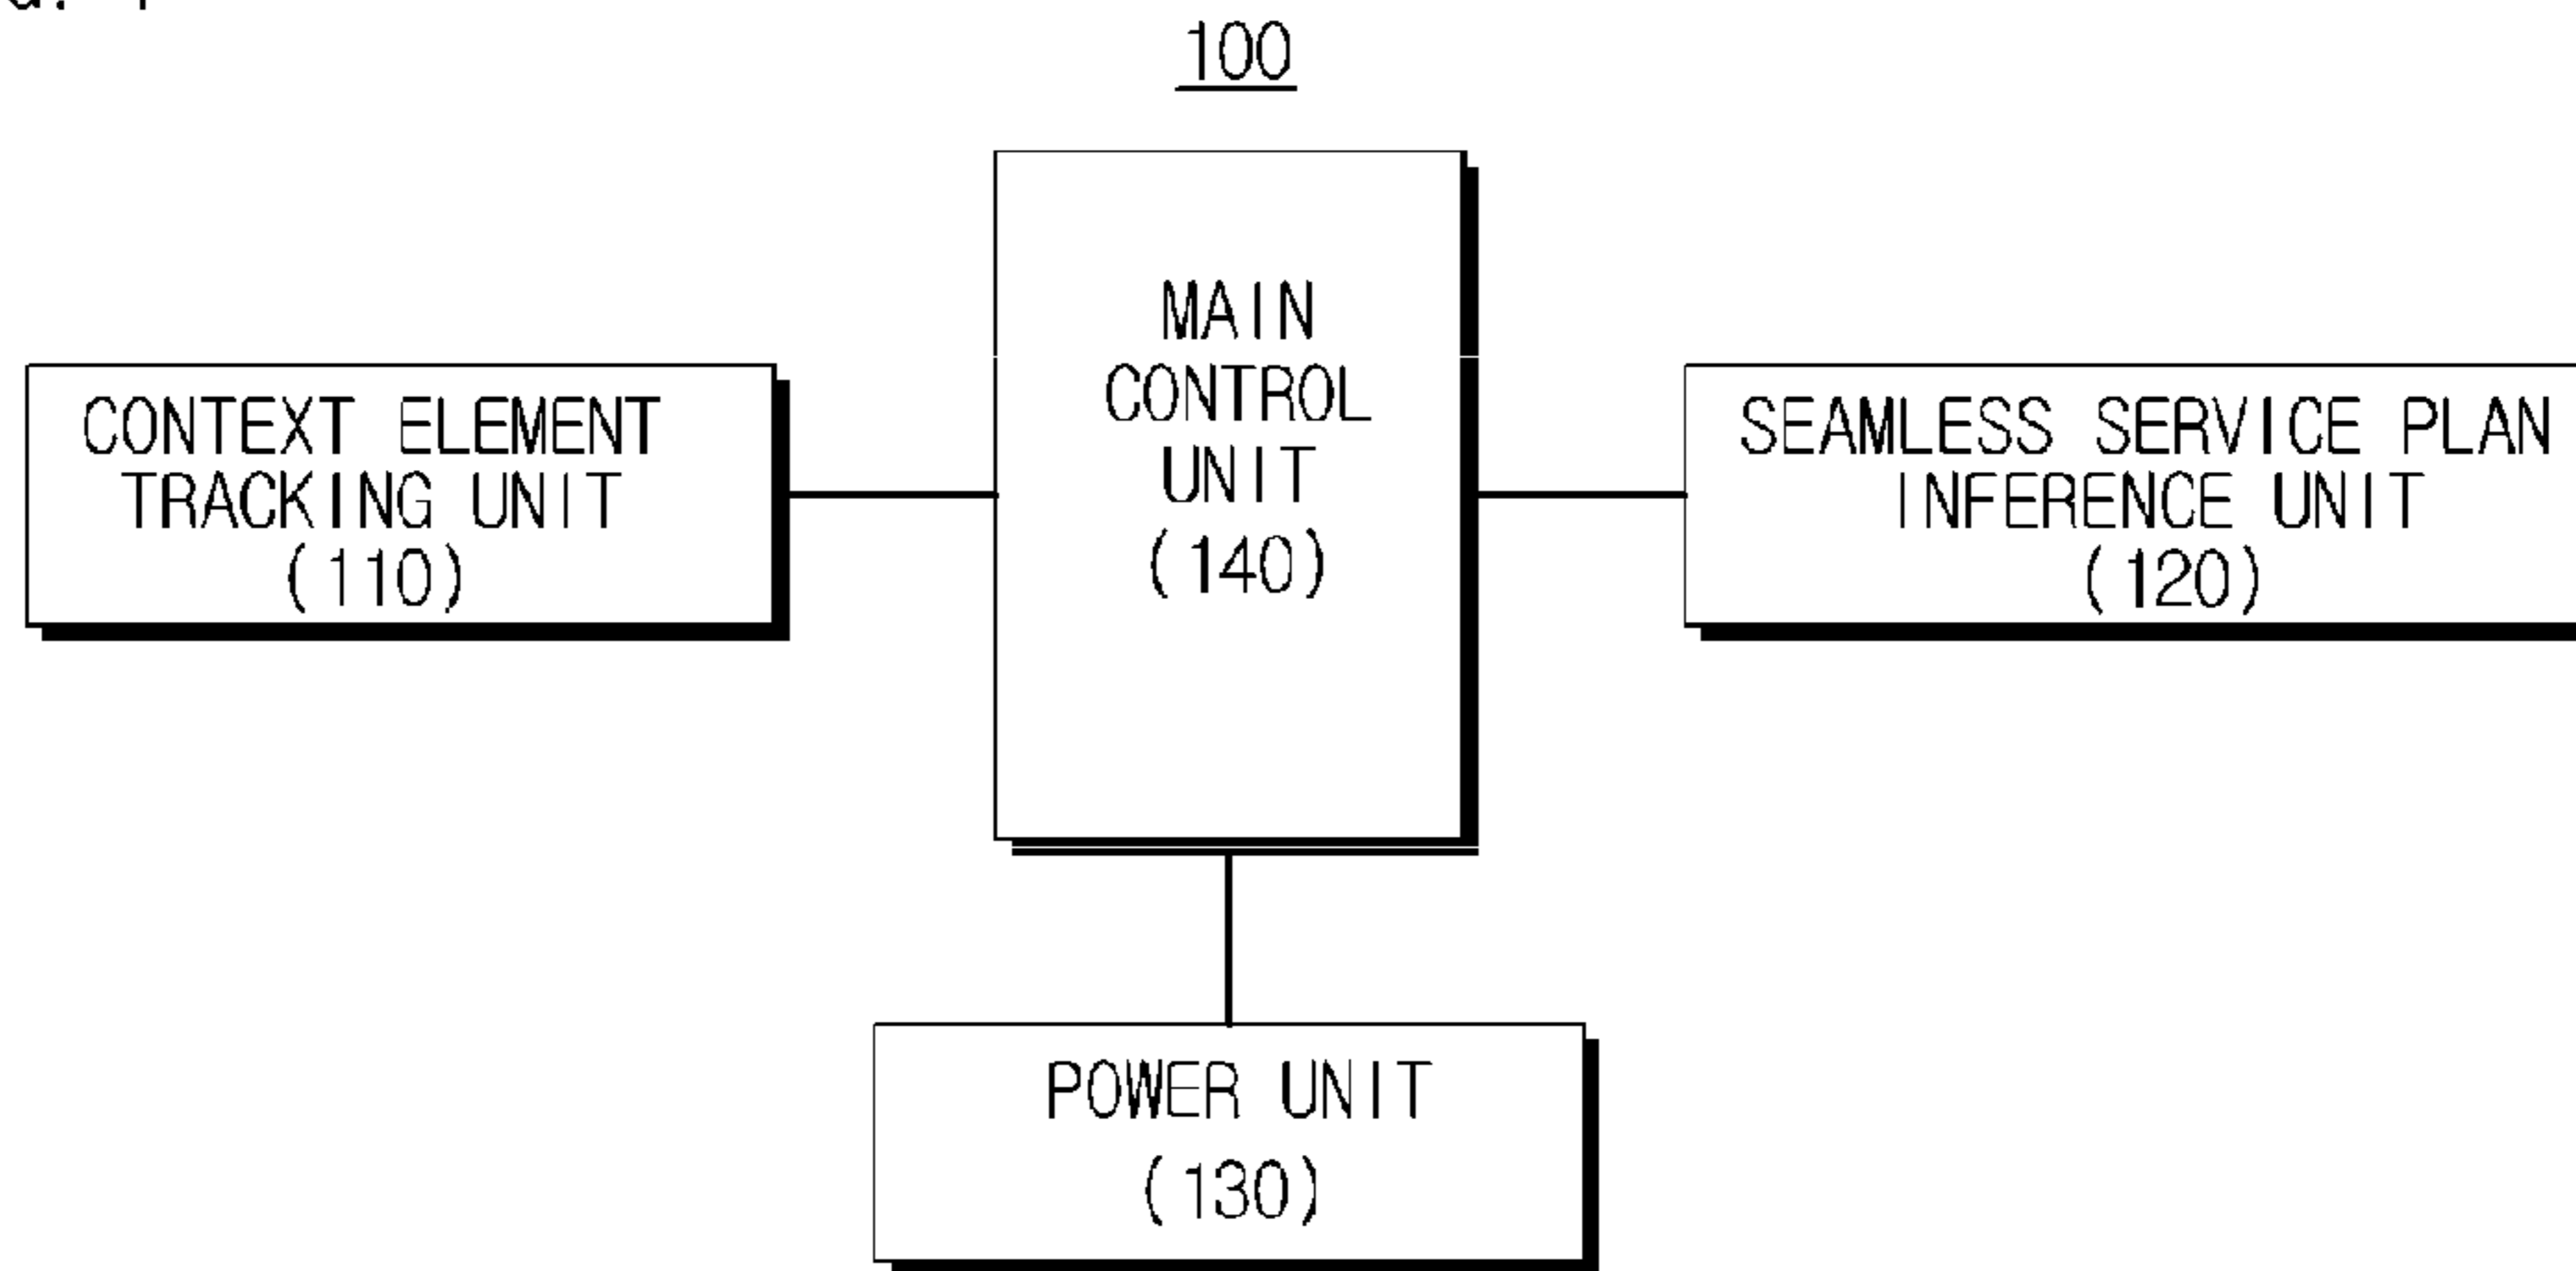 100
MAIN
CONTROL
UNIT
(140)
CONTEXT ELEMENT
TRACKING UNIT
(110)
SEAMLESS SERVICE PLAN
INFERENCE UNIT
(120)
POWER UNIT
(130)